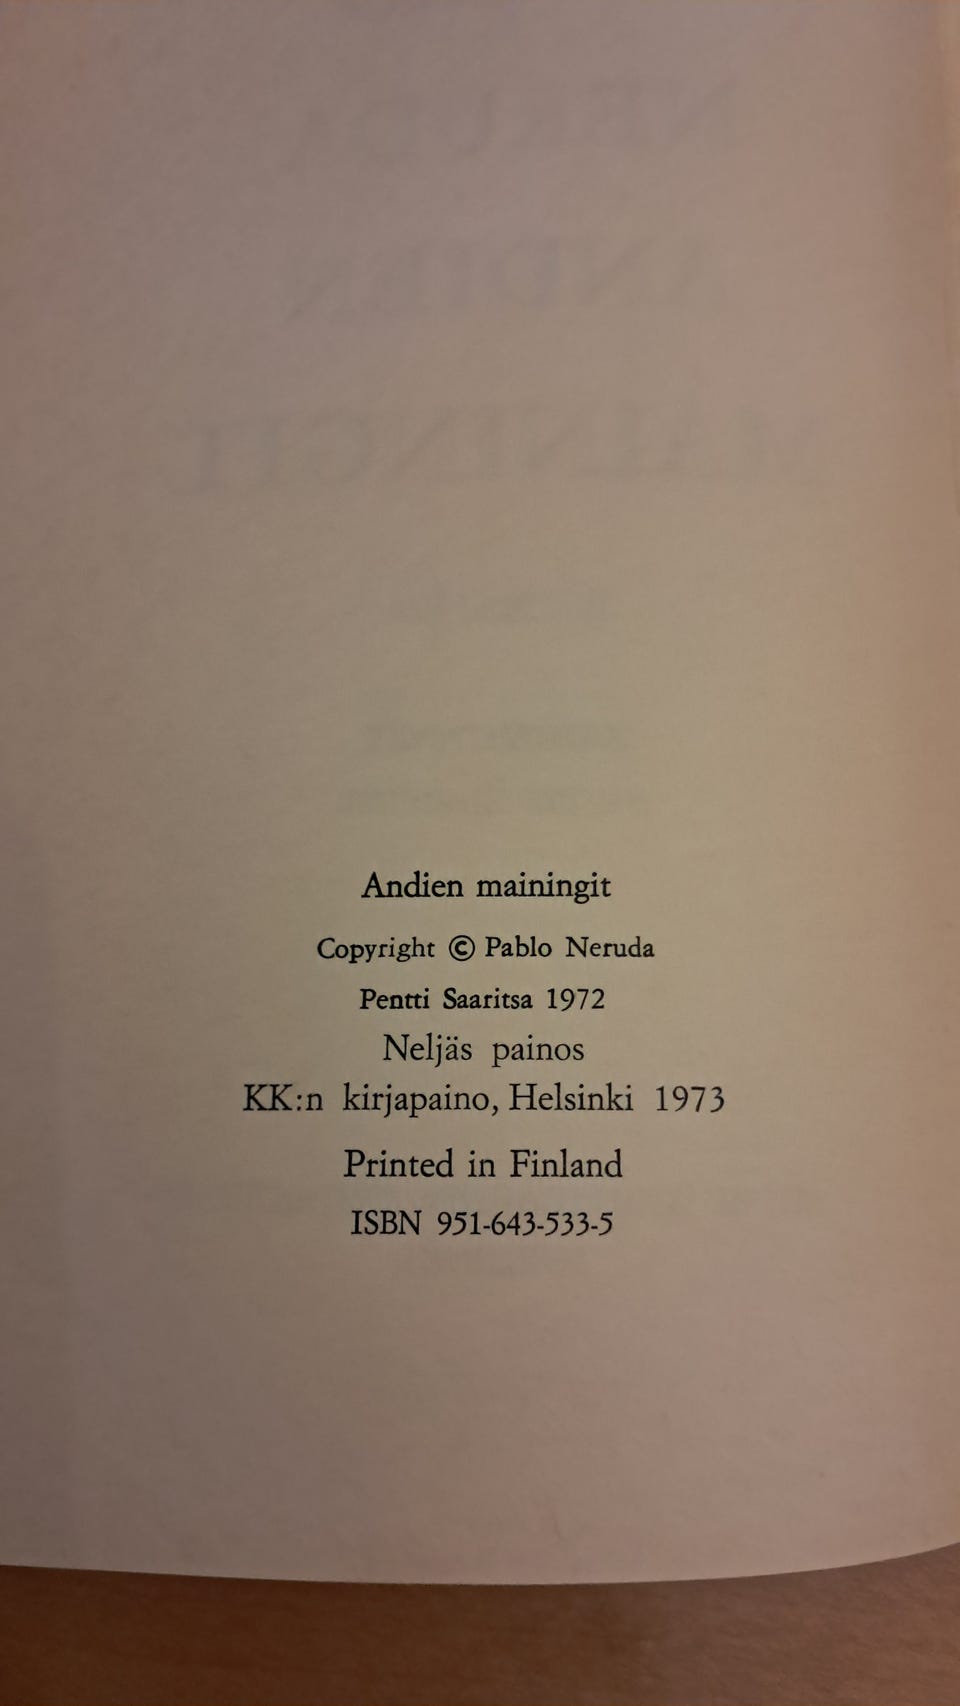 Andien mainingit
Copyright © Pablo Neruda
Pentti Saaritsa 1972
Neljäs painos
KK:n kirjapaino, Helsinki 1973
Printed in Finland
ISBN 951-643-533-5